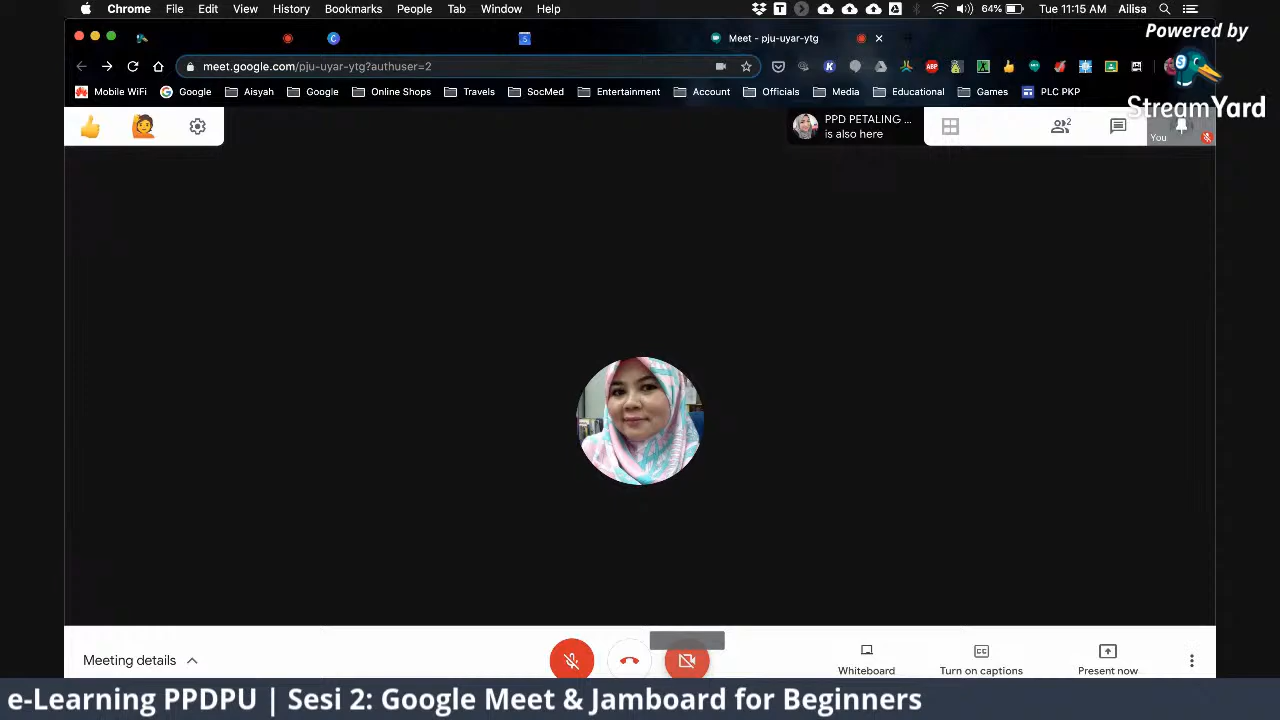 Chrome File Edit View History Bookmarks People Tab Window Help 64% Tue 11:15 AM Ailisa
Powered by
StreamYard
Meet - pju-uyar-ytg
meet.google.com/pju-uyar-ytg?authuser=2
Mobile WiFi Google Aisyah Google Online Shops Travels SocMed Entertainment Account Officials Media Educational Games PLC PKP
PPD PETALING ...
is also here
2
You
Meeting details
Whiteboard
Turn on captions
Present now
e-Learning PPDPU | Sesi 2: Google Meet & Jamboard for Beginners